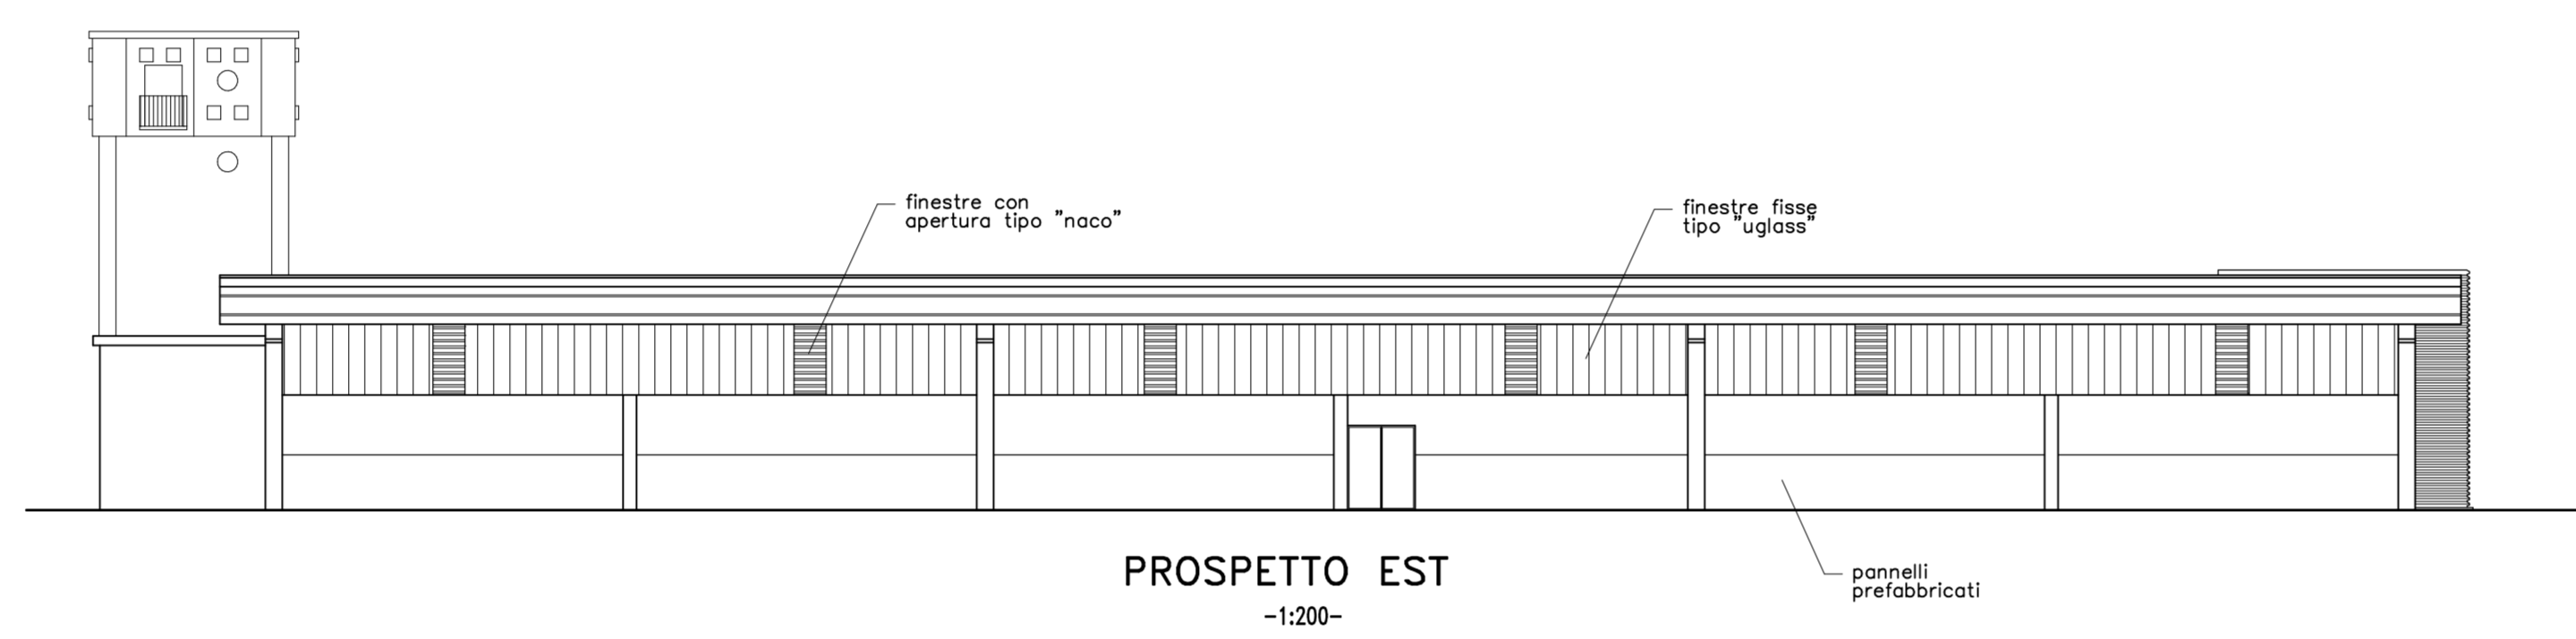 finestre con
apertura tipo "naco"
finestre fisse
tipo "uglass"
pannelli
prefabbricati
PROSPETTO EST
-1:200-